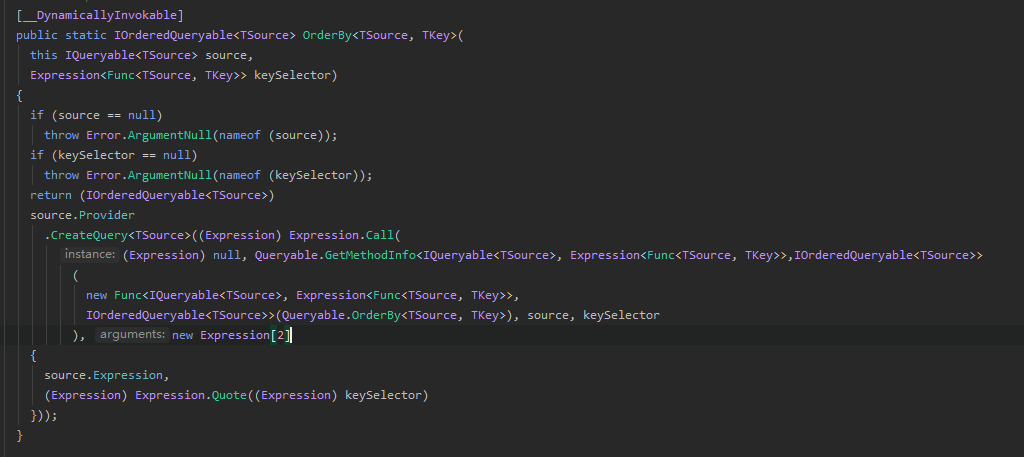 [__DynamicallyInvokable]
public static IOrderedQueryable<TSource> OrderBy<TSource, TKey>(
this IQueryable<TSource> source,
Expression<Func<TSource, TKey>> keySelector)
{
if (source == null)
throw Error.ArgumentNull(nameof (source));
if (keySelector == null)
throw Error.ArgumentNull(nameof (keySelector));
return (IOrderedQueryable<TSource>)
source.Provider
.CreateQuery<TSource>((Expression) Expression.Call(
instance: (Expression) null, Queryable.GetMethodInfo<IQueryable<TSource>, Expression<Func<TSource, TKey>>,IOrderedQueryable<TSource>>
(
new Func<IQueryable<TSource>, Expression<Func<TSource, TKey>>,
IOrderedQueryable<TSource>>(Queryable.OrderBy<TSource, TKey>), source, keySelector
), arguments: new Expression[2]
{
source.Expression,
(Expression) Expression.Quote((Expression) keySelector)
}));
}